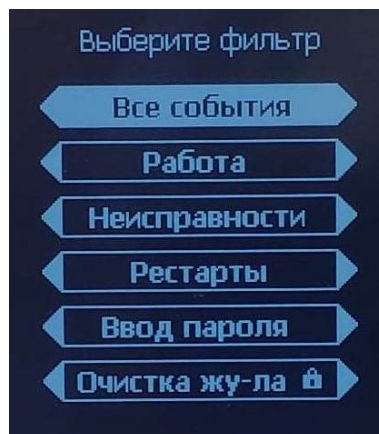 Выберите фильтр
Все события
Работа
Неисправности
Рестарты
Ввод пароля
Очистка жу-ла